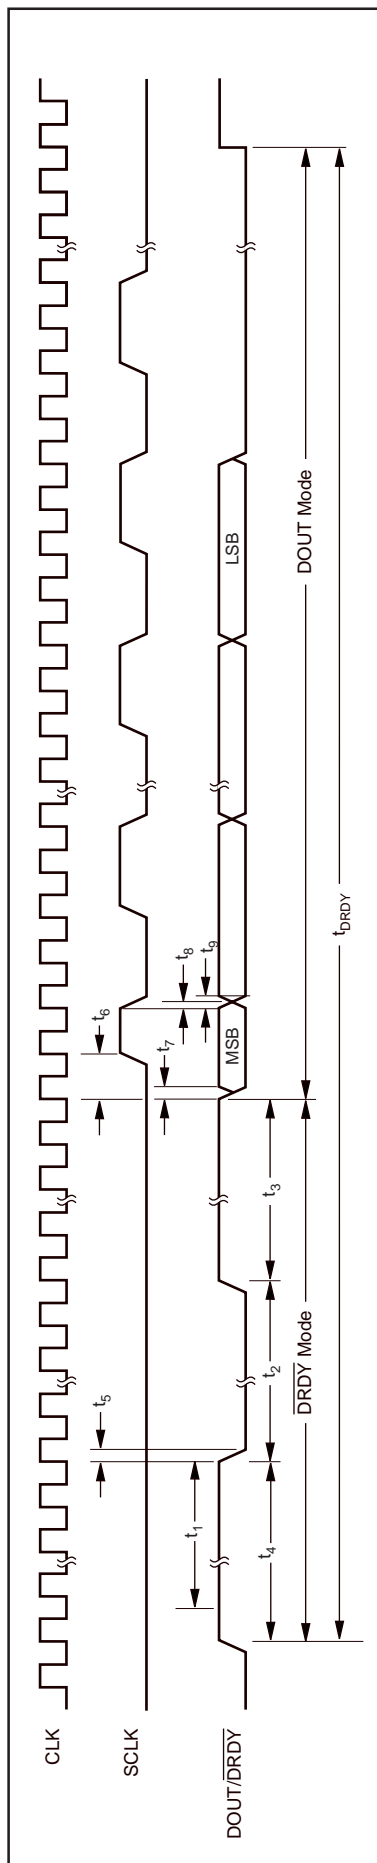 CLK
SCLK
DOUT/DRDY
t4
t1
t5
t2
t3
t6
t7
t8
t9
MSB
LSB
DRDY Mode
DOUT Mode
tDRDY